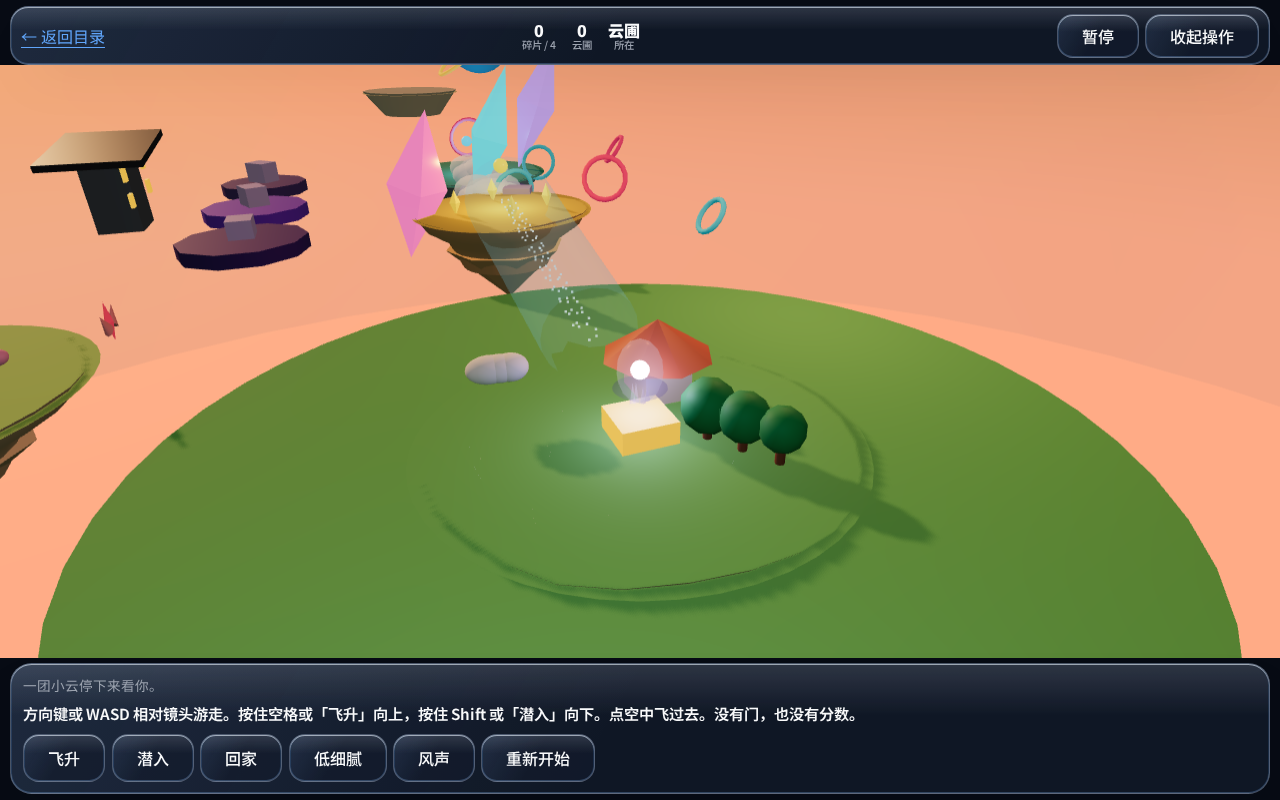 ← 返回目录
0 0 云圃
碎片 / 4 云圃 所在
暂停 收起操作
一团小云停下来看你。
方向键或 WASD 相对镜头游走。按住空格或「飞升」向上，按住 Shift 或「潜入」向下。点空中飞过去。没有门，也没有分数。
飞升 潜入 回家 低细腻 风声 重新开始